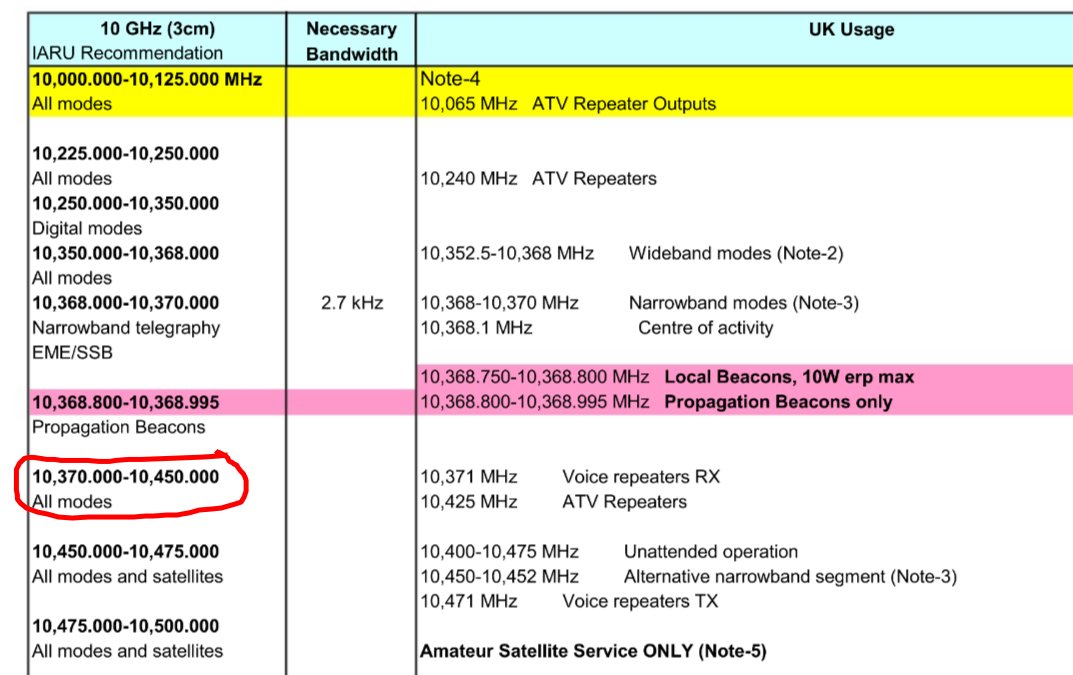 10 GHz (3cm) Necessary UK Usage
IARU Recommendation Bandwidth
10,000.000-10,125.000 MHz Note-4
All modes 10,065 MHz ATV Repeater Outputs
10,225.000-10,250.000
All modes 10,240 MHz ATV Repeaters
10,250.000-10,350.000
Digital modes
10,350.000-10,368.000 10,352.5-10,368 MHz Wideband modes (Note-2)
All modes
10,368.000-10,370.000 2.7 kHz 10,368-10,370 MHz Narrowband modes (Note-3)
Narrowband telegraphy 10,368.1 MHz Centre of activity
EME/SSB
10,368.750-10,368.800 MHz Local Beacons, 10W erp max
10,368.800-10,368.995 10,368.800-10,368.995 MHz Propagation Beacons only
Propagation Beacons
10,370.000-10,450.000 10,371 MHz Voice repeaters RX
All modes 10,425 MHz ATV Repeaters
10,450.000-10,475.000 10,400-10,475 MHz Unattended operation
All modes and satellites 10,450-10,452 MHz Alternative narrowband segment (Note-3)
10,471 MHz Voice repeaters TX
10,475.000-10,500.000
All modes and satellites Amateur Satellite Service ONLY (Note-5)